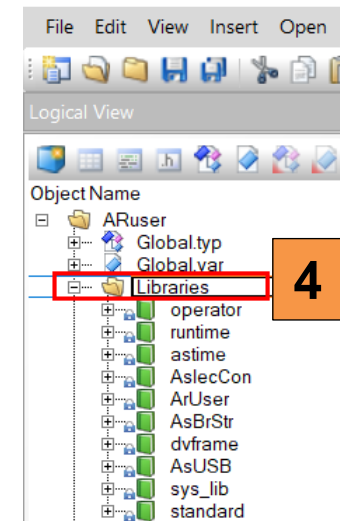 File Edit View Insert Open
Logical View
.h
Object Name
ARuser
Global.typ
Global.var
Libraries
4
operator
runtime
astime
AsIecCon
ArUser
AsBrStr
dvframe
AsUSB
sys_lib
standard